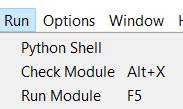 Run Options Window
Python Shell
Check Module Alt+X
Run Module F5